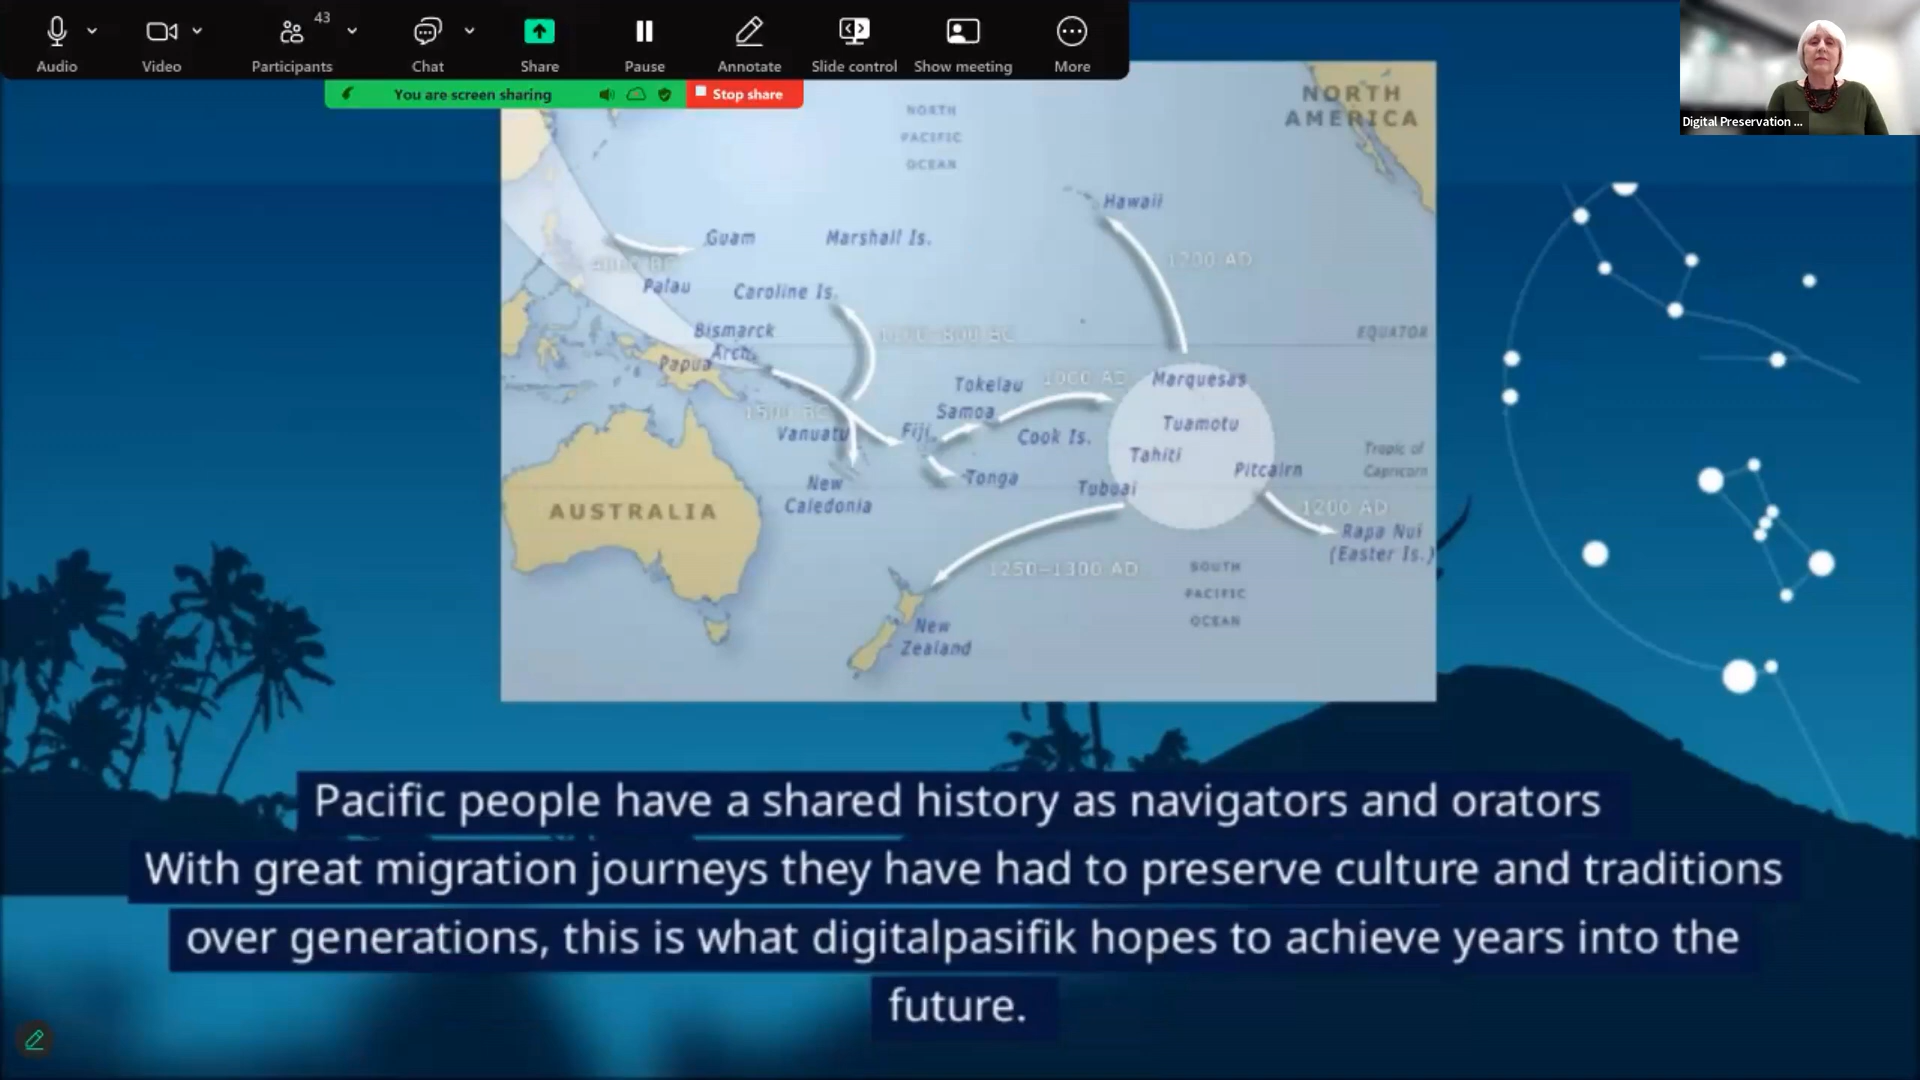 43
Audio
Video
Participants
Chat
Share
Pause
Annotate
Slide control
Show meeting
More
You are screen sharing
Stop share
Digital Preservation ...
NORTH
PACIFIC
OCEAN
NORTH
AMERICA
Hawaii
Guam
Marshall Is.
1200 AD
Palau
Caroline Is.
Bismarck
Arch.
EQUATOR
Papua
Tokelau
1000 AD
Marquesas
1500 BC
Samoa
Tuamotu
Vanuatu
Fiji
Cook Is.
Tahiti
Tropic of
Capricorn
Pitcairn
New
Caledonia
Tonga
Tubuai
AUSTRALIA
1200 AD
Rapa Nui
(Easter Is.)
1250–1300 AD
SOUTH
PACIFIC
OCEAN
New
Zealand
Pacific people have a shared history as navigators and orators
With great migration journeys they have had to preserve culture and traditions
over generations, this is what digitalpasifik hopes to achieve years into the
future.